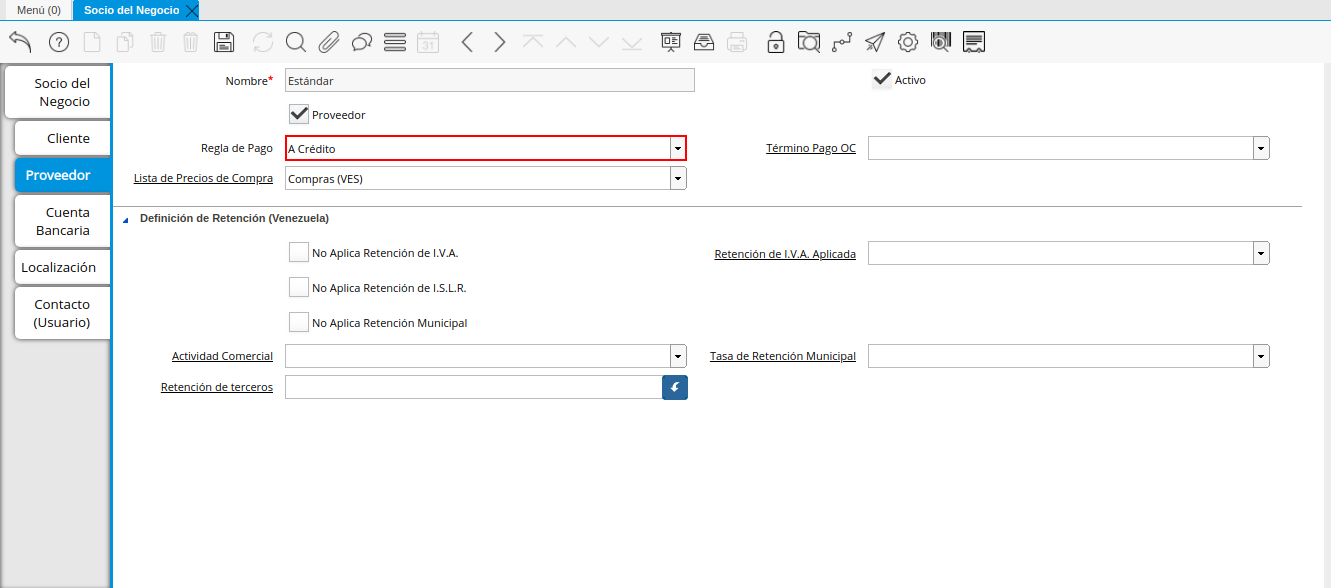 Menú (0)
Socio del Negocio
31
Socio del
Negocio
Cliente
Proveedor
Cuenta
Bancaria
Localización
Contacto
(Usuario)
Nombre* Estándar
Activo
Proveedor
Regla de Pago A Crédito
Término Pago OC
Lista de Precios de Compra Compras (VES)
Definición de Retención (Venezuela)
No Aplica Retención de I.V.A.
Retención de I.V.A. Aplicada
No Aplica Retención de I.S.L.R.
No Aplica Retención Municipal
Actividad Comercial
Tasa de Retención Municipal
Retención de terceros